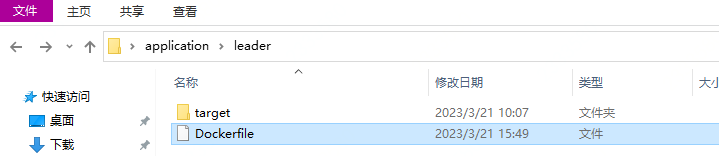 文件 主页 共享 查看
application leader
名称 修改日期 类型 大小
快速访问
target 2023/3/21 10:07 文件夹
桌面
Dockerfile 2023/3/21 15:49 文件
下载